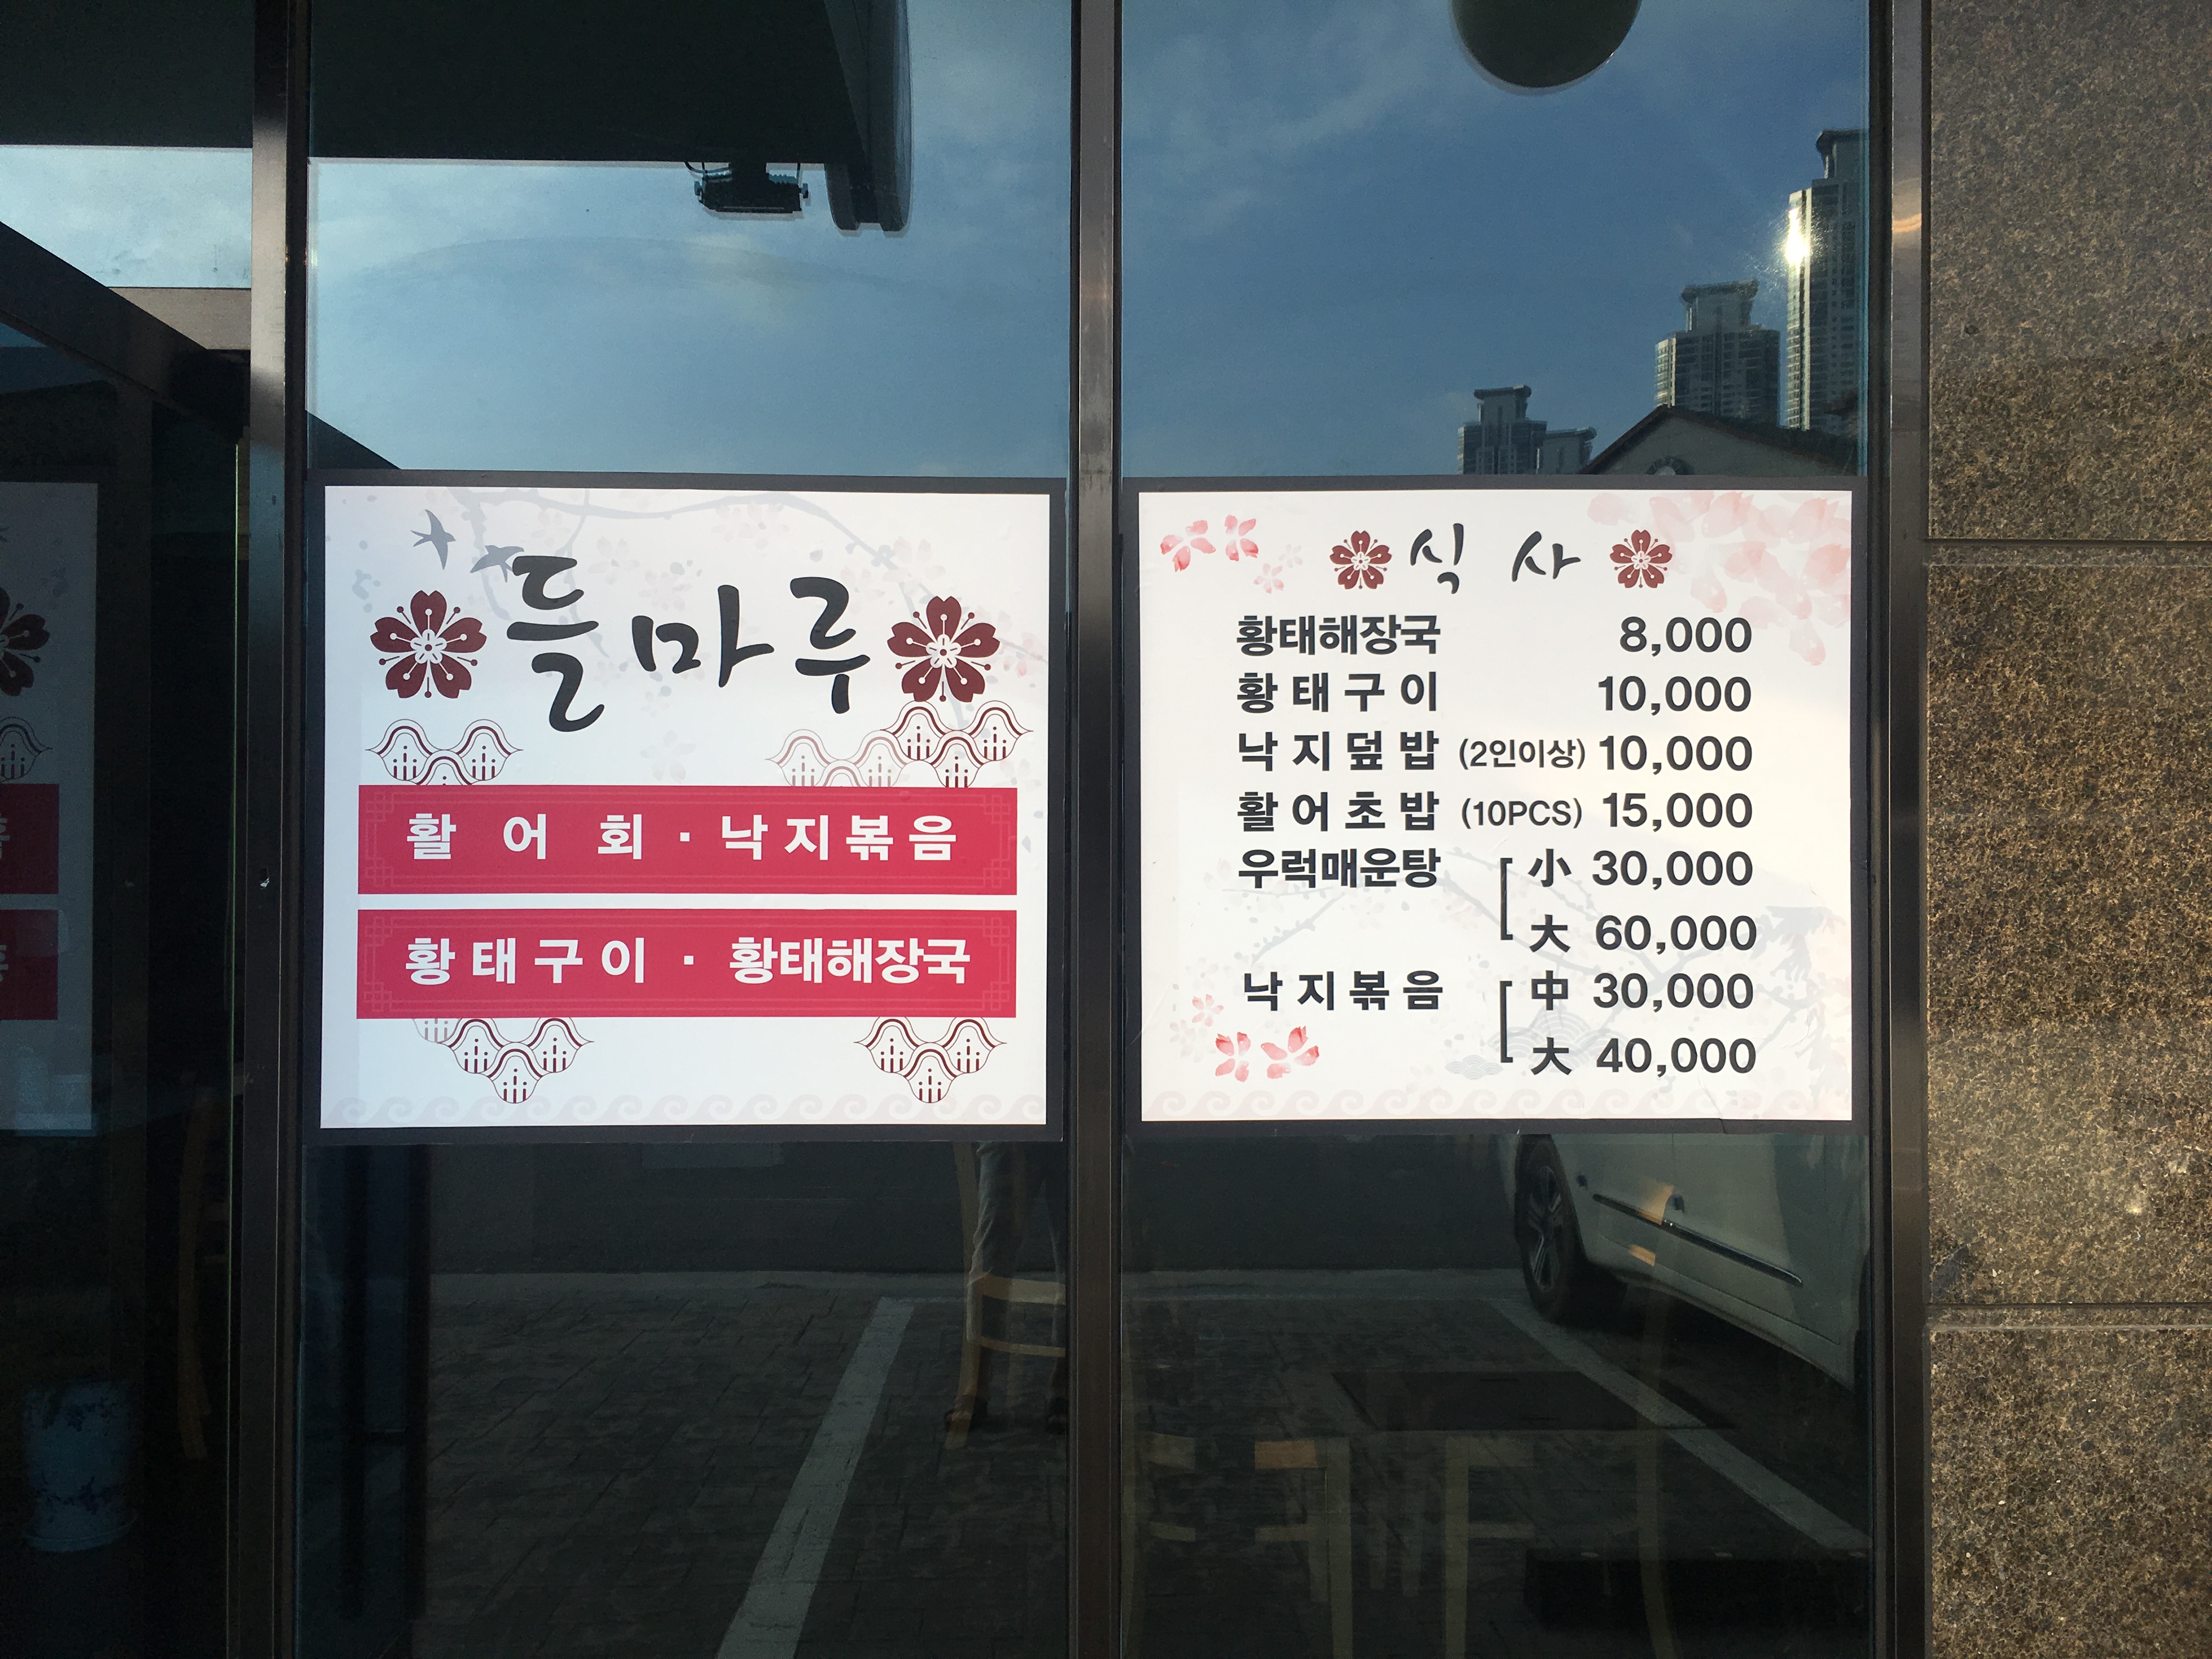 들마루
활어회·낙지볶음
황태구이 · 황태해장국
식사
황태해장국 8,000
황태구이 10,000
낙지덮밥 (2인이상) 10,000
활어초밥 (10PCS) 15,000
우럭매운탕 [ 小 30,000
大 60,000
낙지볶음 [ 中 30,000
大 40,000